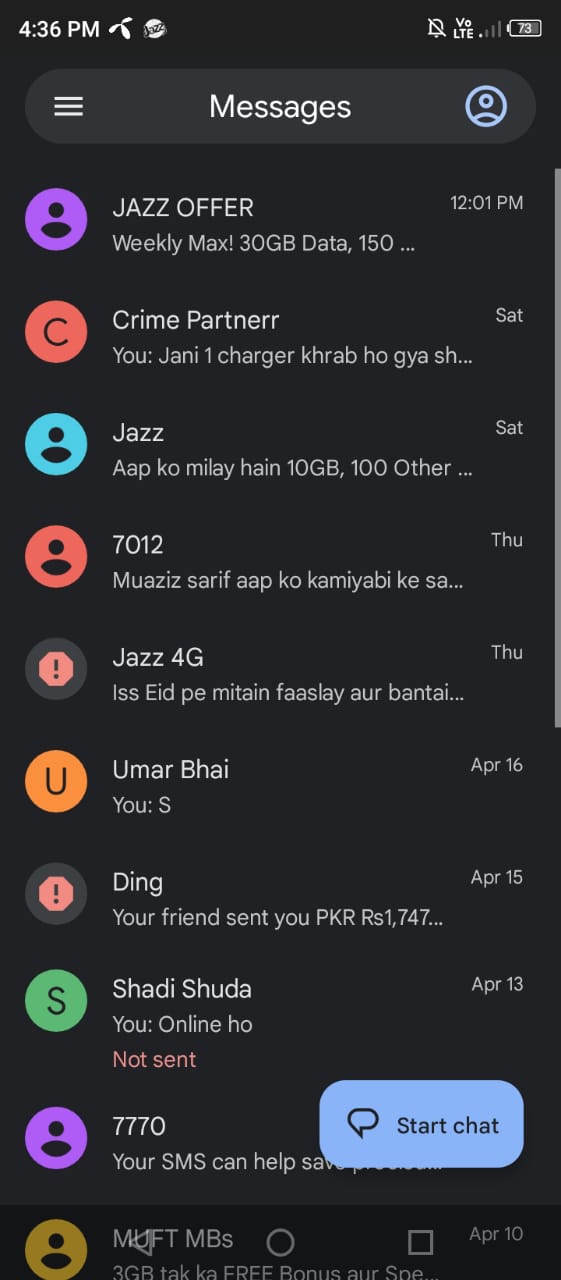 4:36 PM Jazz Vo LTE 73
Messages
JAZZ OFFER 12:01 PM
Weekly Max! 30GB Data, 150 ...
C Crime Partnerr Sat
You: Jani 1 charger khrab ho gya sh...
Jazz Sat
Aap ko milay hain 10GB, 100 Other ...
7012 Thu
Muaziz sarif aap ko kamiyabi ke sa...
Jazz 4G Thu
Iss Eid pe mitain faaslay aur bantai...
U Umar Bhai Apr 16
You: S
Ding Apr 15
Your friend sent you PKR Rs1,747...
S Shadi Shuda Apr 13
You: Online ho
Not sent
7770
Your SMS can help save
Start chat
MUFT MBs Apr 10
3GB tak ka FREE Bonus aur Spe...